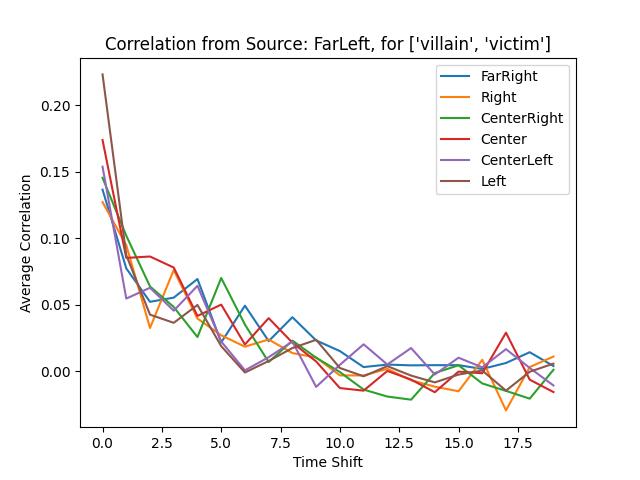 Correlation from Source: FarLeft, for ['villain', 'victim']
FarRight
Right
CenterRight
Center
CenterLeft
Left
Average Correlation
0.20
0.15
0.10
0.05
0.00
0.0 2.5 5.0 7.5 10.0 12.5 15.0 17.5
Time Shift